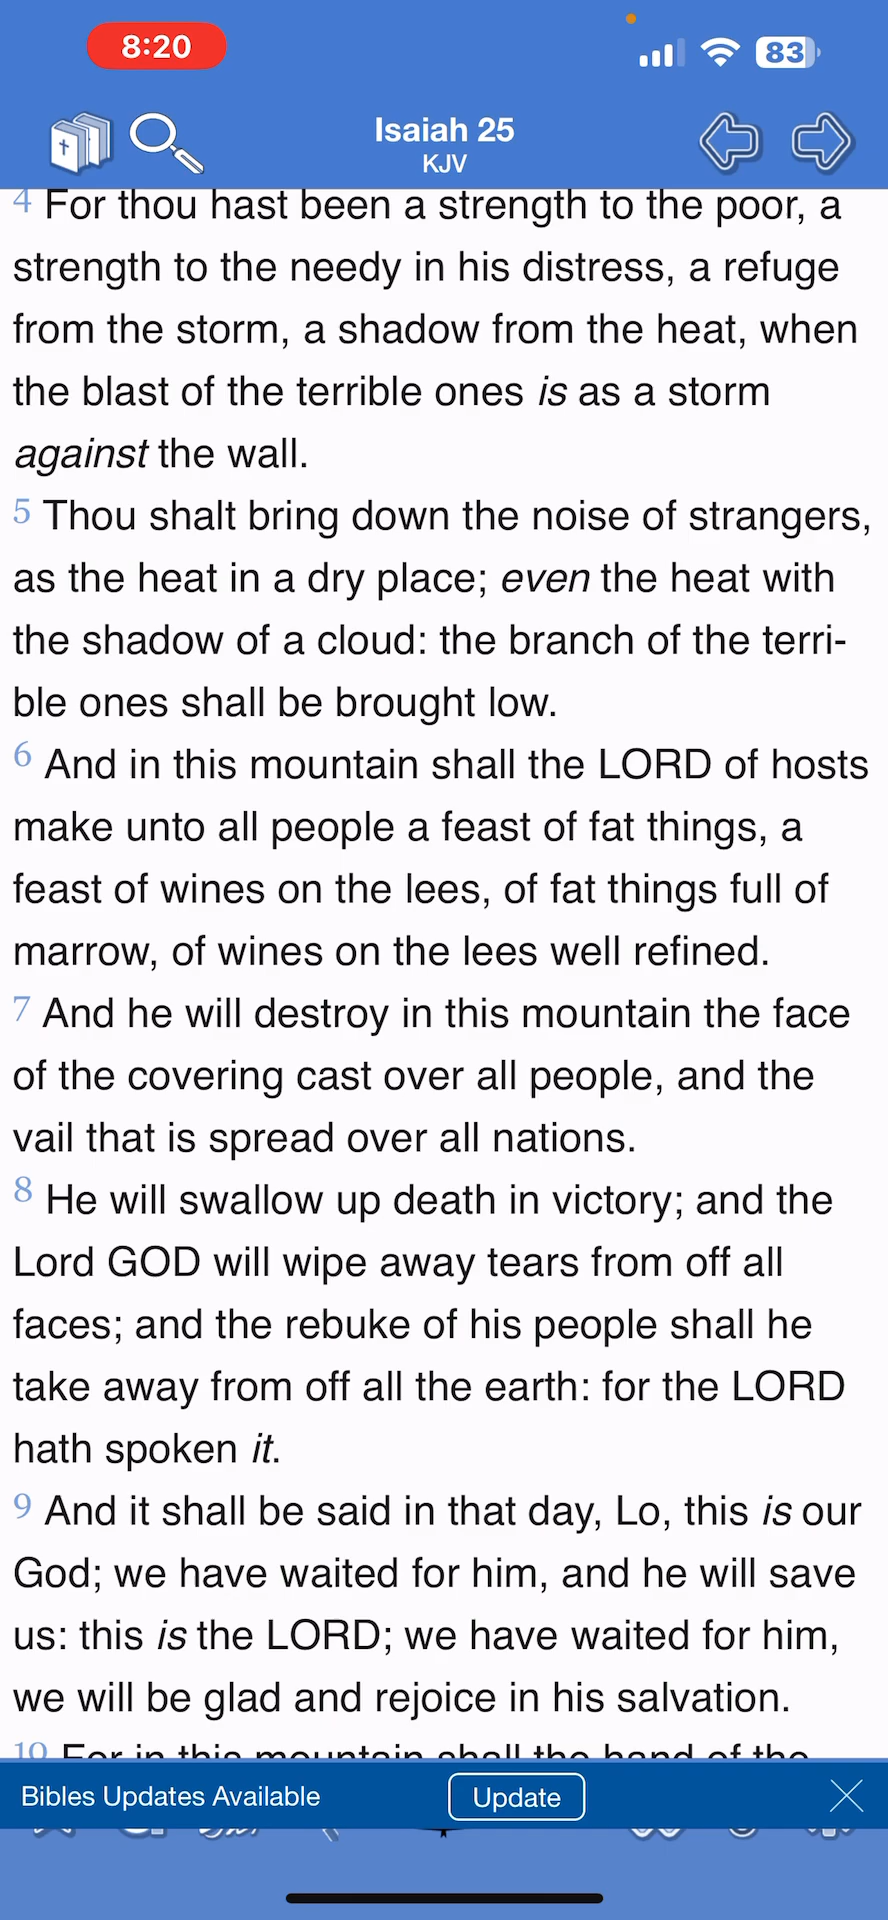 8:20
83
Isaiah 25
KJV
4 For thou hast been a strength to the poor, a
strength to the needy in his distress, a refuge
from the storm, a shadow from the heat, when
the blast of the terrible ones is as a storm
against the wall.
5 Thou shalt bring down the noise of strangers,
as the heat in a dry place; even the heat with
the shadow of a cloud: the branch of the terri-
ble ones shall be brought low.
6 And in this mountain shall the LORD of hosts
make unto all people a feast of fat things, a
feast of wines on the lees, of fat things full of
marrow, of wines on the lees well refined.
7 And he will destroy in this mountain the face
of the covering cast over all people, and the
vail that is spread over all nations.
8 He will swallow up death in victory; and the
Lord GOD will wipe away tears from off all
faces; and the rebuke of his people shall he
take away from off all the earth: for the LORD
hath spoken it.
9 And it shall be said in that day, Lo, this is our
God; we have waited for him, and he will save
us: this is the LORD; we have waited for him,
we will be glad and rejoice in his salvation.
10 For in this mountain shall the hand of the
Bibles Updates Available
Update